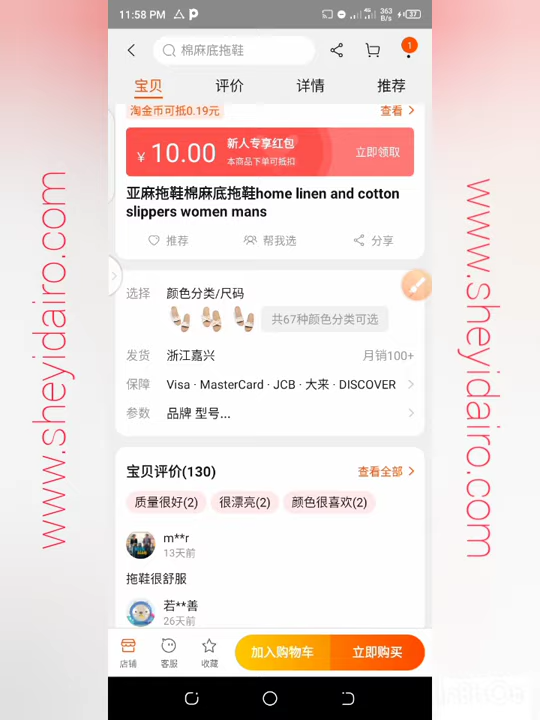 11:58 PM
363 B/s
37
棉麻底拖鞋
1
宝贝 评价 详情 推荐
淘金币可抵0.19元 查看
¥ 10.00 新人专享红包 立即领取
本商品下单可抵扣
亚麻拖鞋棉麻底拖鞋home linen and cotton
slippers women mans
推荐 帮我选 分享
选择 颜色分类/尺码
共67种颜色分类可选
发货 浙江嘉兴 月销100+
保障 Visa · MasterCard · JCB · 大来 · DISCOVER
参数 品牌 型号...
宝贝评价(130) 查看全部
质量很好(2) 很漂亮(2) 颜色很喜欢(2)
m**r
13天前
拖鞋很舒服
若**善
26天前
店铺 客服 收藏 加入购物车 立即购买
www.sheyidairo.com
www.sheyidairo.com